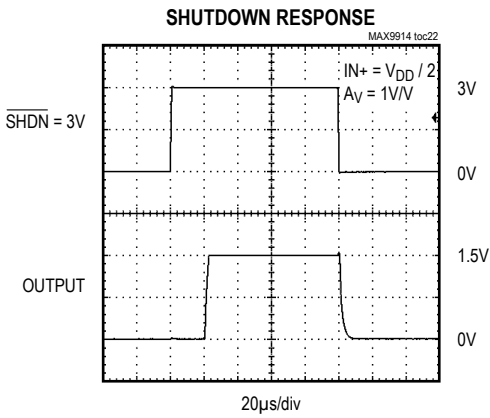 SHUTDOWN RESPONSE
MAX9914 toc22
IN+ = VDD / 2
AV = 1V/V
3V
SHDN = 3V
0V
1.5V
OUTPUT
0V
20µs/div